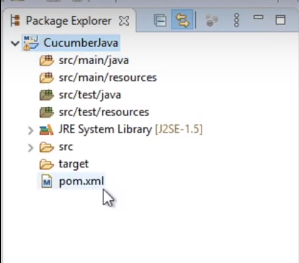 Package Explorer
CucumberJava
src/main/java
src/main/resources
src/test/java
src/test/resources
JRE System Library [J2SE-1.5]
src
target
pom.xml